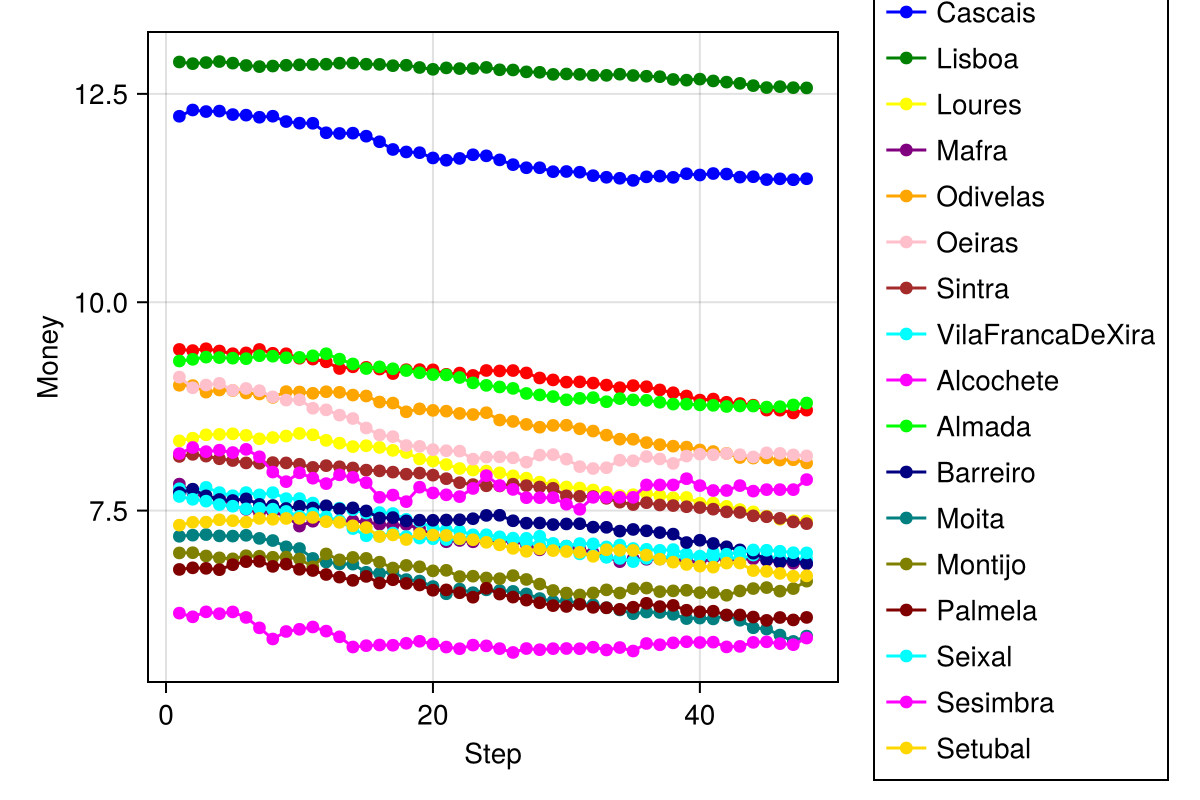 12.5
10.0
7.5
Money
0
20
40
Step
Cascais
Lisboa
Loures
Mafra
Odivelas
Oeiras
Sintra
VilaFrancaDeXira
Alcochete
Almada
Barreiro
Moita
Montijo
Palmela
Seixal
Sesimbra
Setubal